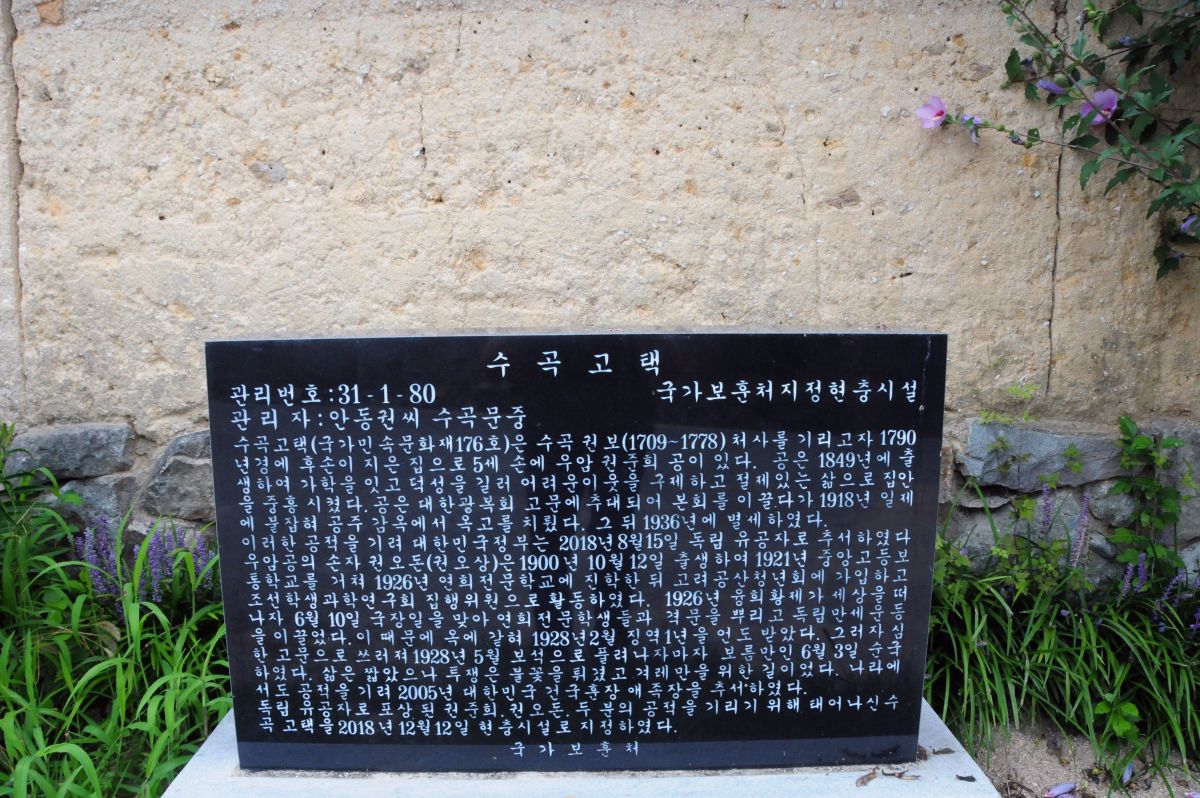 수곡고택
관리번호 : 31 - 1 - 80 국가보훈처지정현충시설
관리자 : 안동권씨 수곡문중
수곡고택(국가민속문화재176호)은 수곡 권보(1709~1778) 처사를 기리고자 1790
년경에 후손이 지은 집으로 5세 손에 우암 권준희 공이 있다. 공은 1849년에 출
생하여 가학을 잇고 덕성을 길러 어려운 이웃을 구제하고 절제있는 삶으로 집안
을 중흥 시켰다. 공은 대한광복회 고문에 추대되어 본회를 이끌다가 1918년 일제
에 붙잡혀 공주 감옥에서 옥고를 치뤘다. 그 뒤 1936년에 별세하였다.
이러한 공적을 기려 대한민국정부는 2018년 8월15일 독립 유공자로 추서하였다
우암공의 손자 권오돈(권오상)은 1900년 10월 12일 출생하여 1921년 중앙고등보
통학교를 거쳐 1926년 연희전문학교에 진학한 뒤 고려공산청년회에 가입하고
조선학생과학연구회 집행위원으로 활동하였다. 1926년 융희황제가 세상을 떠
나자 6월 10일 국장일을 맞아 연희전문학생들과 격문을 뿌리고 독립만세운동
을 이끌었다. 이 때문에 옥에 갇혀 1928년 2월 징역 1년을 언도 받았다. 그러자 심
한 고문으로 쓰러져 1928년 5월 보석으로 풀려나자마자 보름만인 6월 3일 순국
하였다. 삶은 짧았으나 투쟁은 불꽃을 튀겼고 겨레만을 위한 길이었다. 나라에
서도 공적을 기려 2005년 대한민국 건국훈장 애족장을 추서하였다.
독립 유공자로 포상 된 권준희. 권오돈. 두 분의 공적을 기리기 위해 태어나신 수
곡 고택을 2018년 12월 12일 현충시설로 지정하였다.
국가보훈처